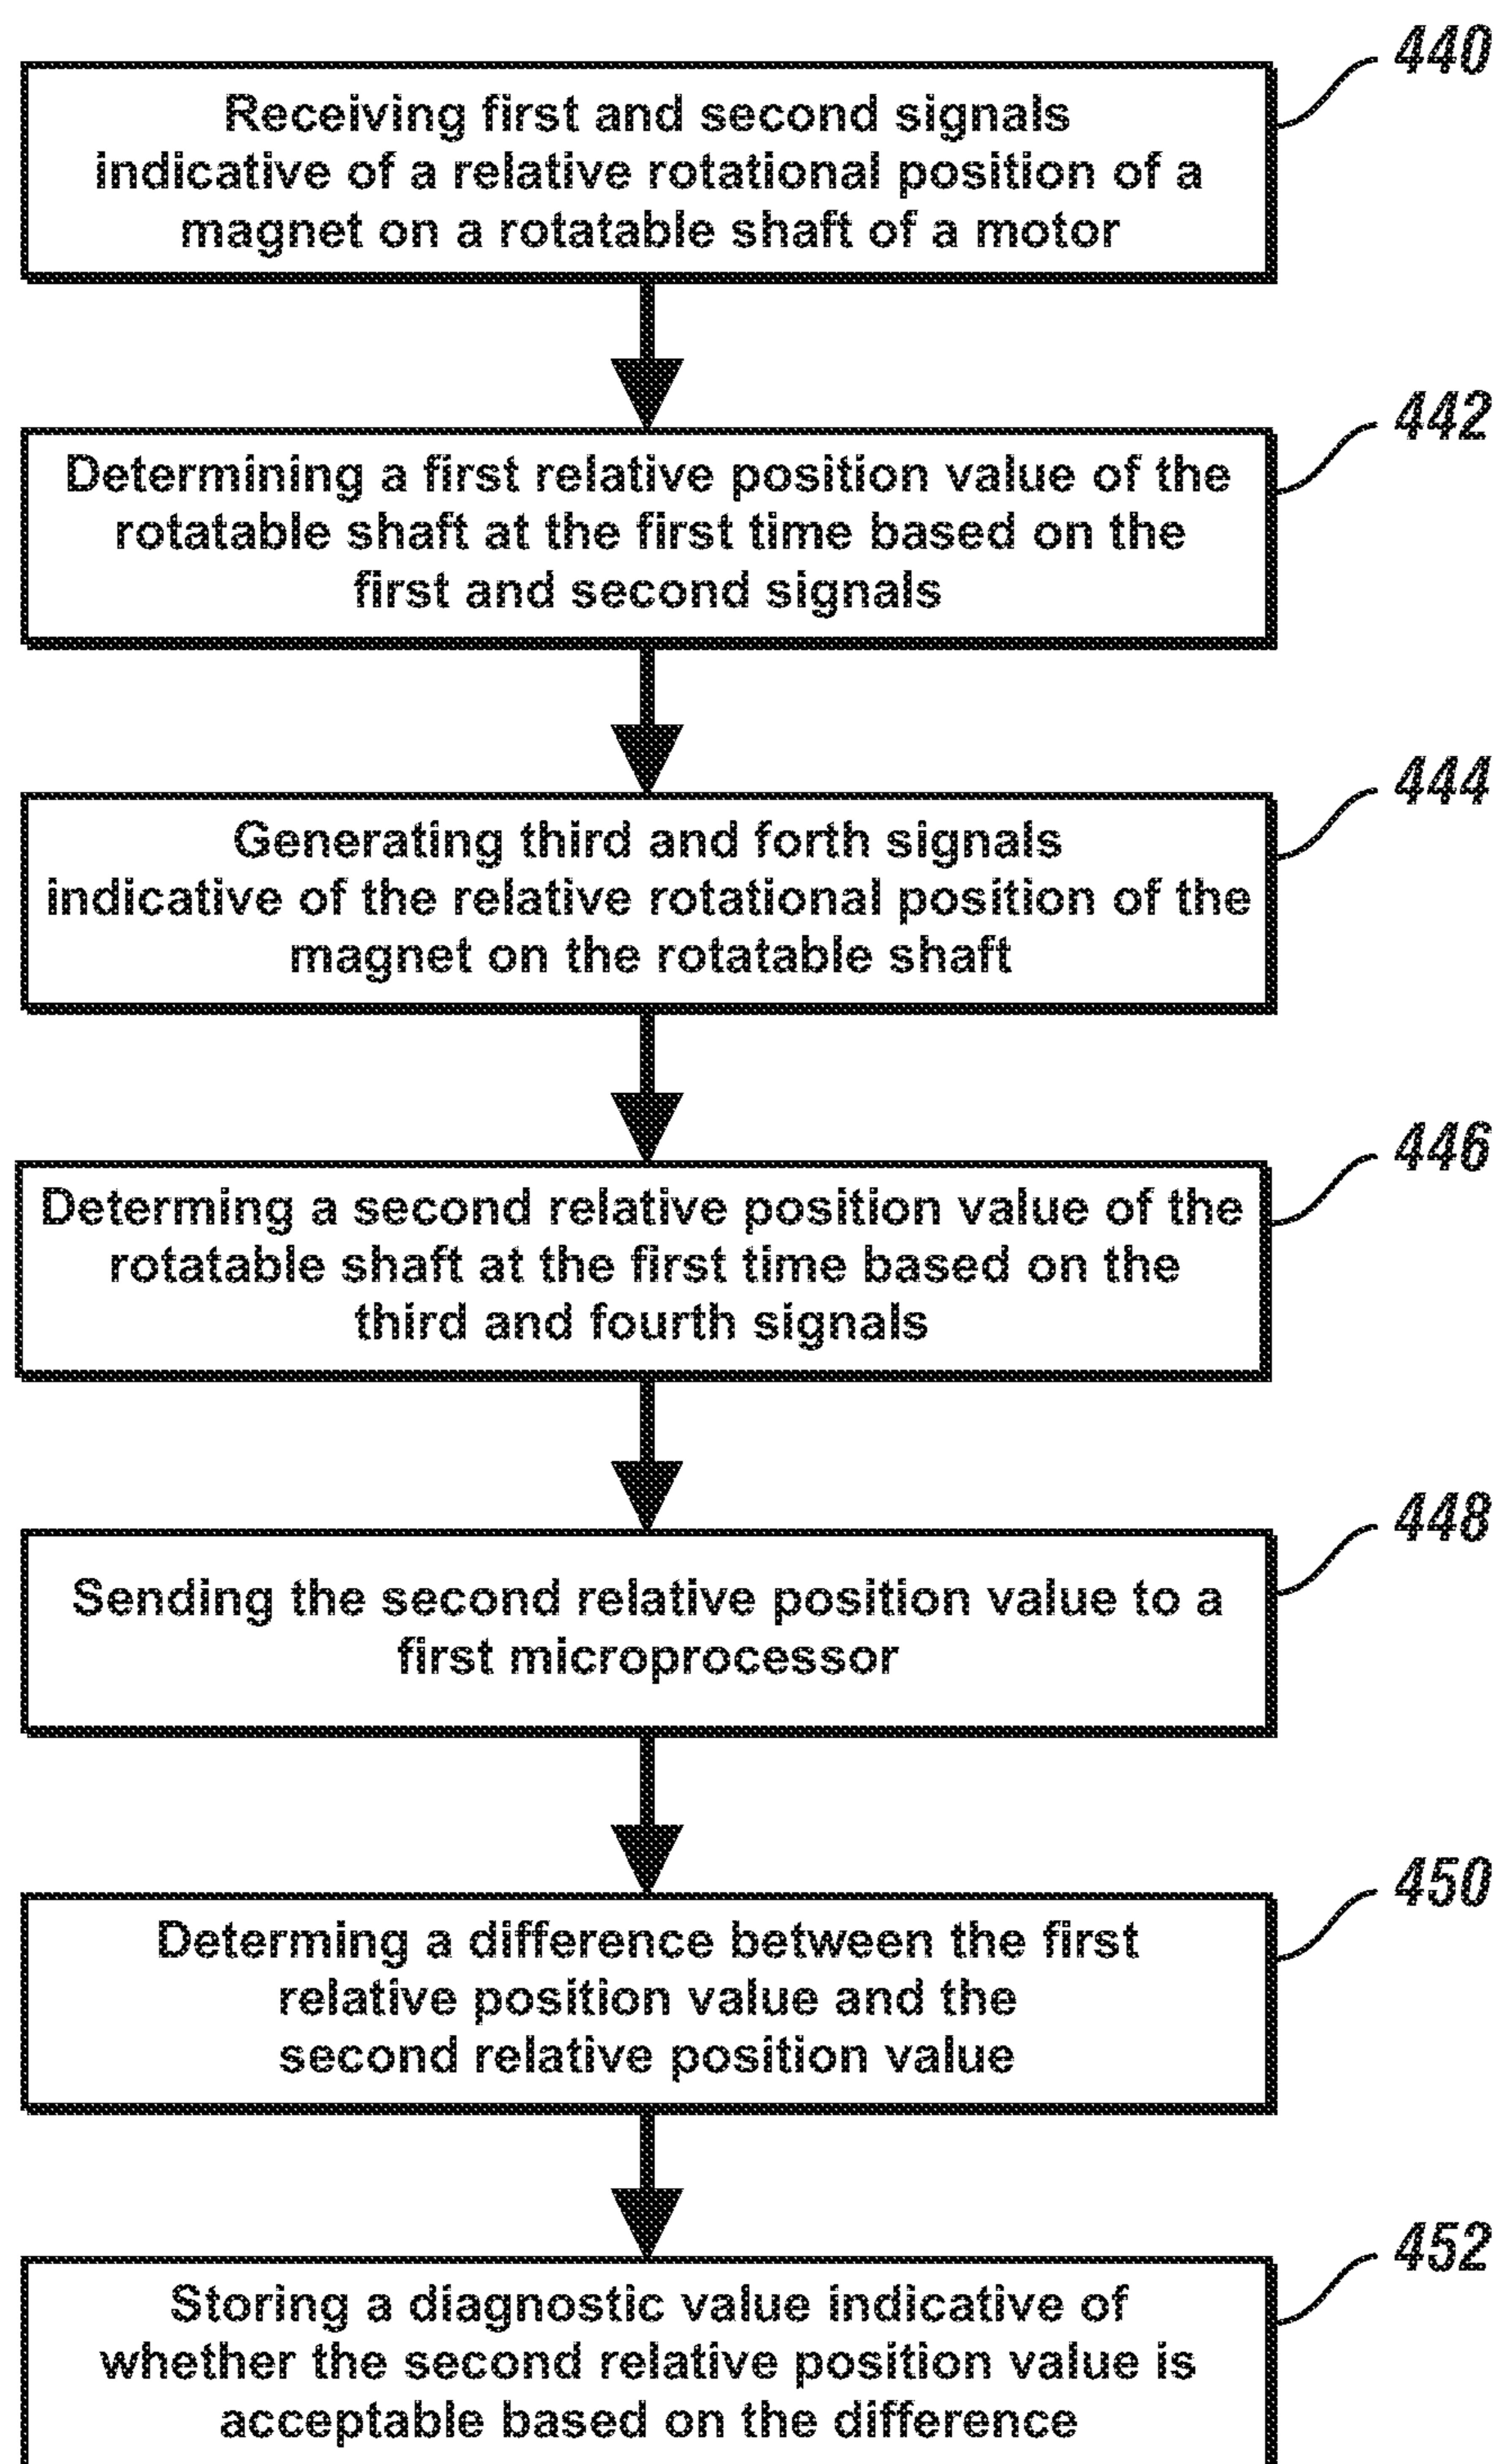 440
Receiving first and second signals
indicative of a relative rotational position of a
magnet on a rotatable shaft of a motor
442
Determining a first relative position value of the
rotatable shaft at the first time based on the
first and second signals
444
Generating third and forth signals
indicative of the relative rotational position of the
magnet on the rotatable shaft
446
Determing a second relative position value of the
rotatable shaft at the first time based on the
third and fourth signals
448
Sending the second relative position value to a
first microprocessor
450
Determing a difference between the first
relative position value and the
second relative position value
452
Storing a diagnostic value indicative of
whether the second relative position value is
acceptable based on the difference